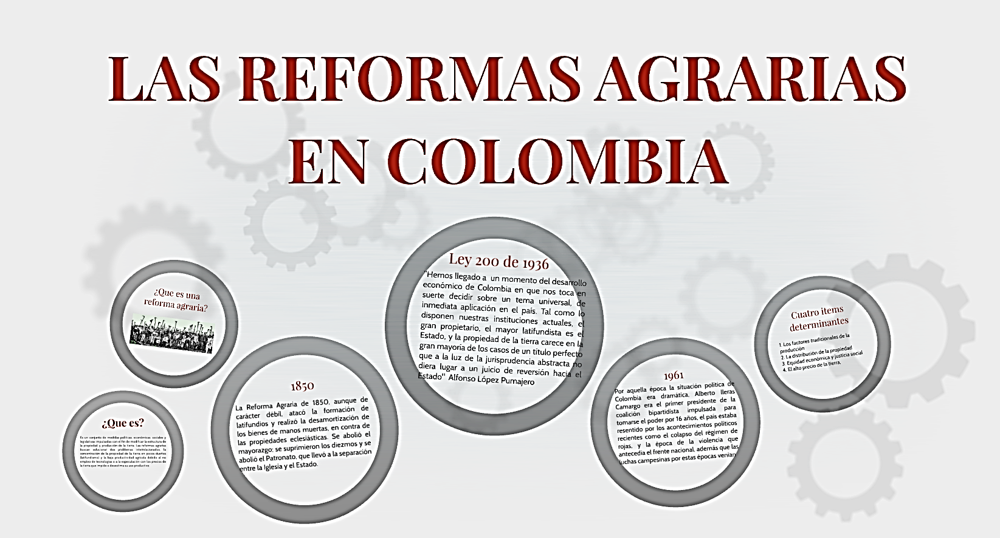 LAS REFORMAS AGRARIAS
EN COLOMBIA
¿Que es una
reforma agraria?
¿Que es?
Es un conjunto de medidas políticas, económicas, sociales y
legislativas impulsadas con el fin de modificar la estructura de
la propiedad y producción de la tierra. Las reformas agrarias
buscan solucionar dos problemas interrelacionados, la
concentración de la propiedad de la tierra en pocos dueños
(latifundismo) y la baja productividad agrícola debido al no
empleo de tecnologías o a la especulación con los precios de
la tierra que impide o desestima su uso productivo.
1850
La Reforma Agraria de 1850, aunque de
carácter débil, atacó la formación de
latifundios y realizó la desamortización de
los bienes de manos muertas, en contra de
las propiedades eclesiásticas. Se abolió el
mayorazgo; se suprimieron los diezmos y se
abolió el Patronato, que llevó a la separación
entre la Iglesia y el Estado.
Ley 200 de 1936
"Hemos llegado a un momento del desarrollo
económico de Colombia en que nos toca en
suerte decidir sobre un tema universal, de
inmediata aplicación en el país. Tal como lo
disponen nuestras instituciones actuales, el
gran propietario, el mayor latifundista es el
Estado, y la propiedad de la tierra carece en la
gran mayoría de los casos de un título perfecto
que a la luz de la jurisprudencia abstracta no
diera lugar a un juicio de reversión hacia el
Estado" Alfonso López Pumajero
1961
Por aquella época la situación política de
Colombia era dramática, Alberto lleras
Camargo era el primer presidente de la
coalición bipartidista impulsada para
tomarse el poder por 16 años, el país estaba
resentido por los acontecimientos políticos
recientes como el colapso del régimen de
rojas, y la época de la violencia que
antecedia el frente nacional, además que las
luchas campesinas por estas épocas venían
Cuatro items
determinantes
1. Los factores tradicionales de la
producción
2. La distribución de la propiedad
3. Equidad económica y justicia social
4. El alto precio de la tierra,